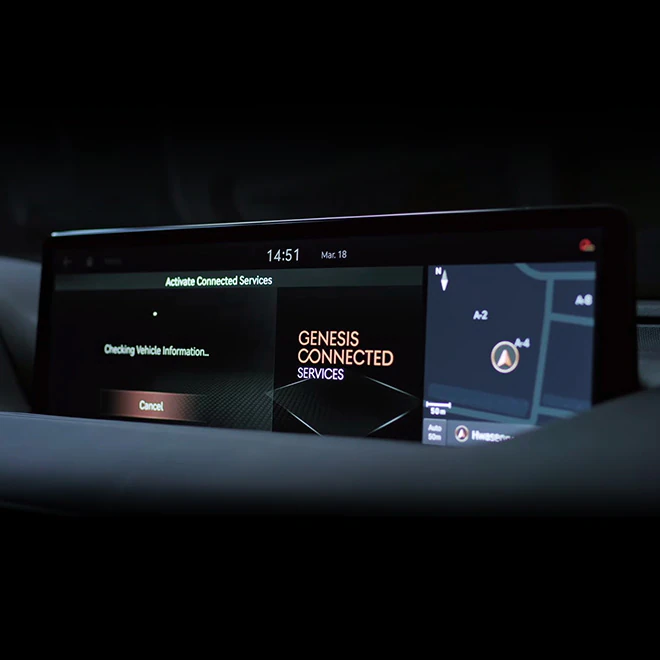 14:51 Mar. 18
Activate Connected Services
Checking Vehicle Information...
Cancel
GENESIS
CONNECTED
SERVICES
N
A-2
A-8
A-4
50m
Auto
50m